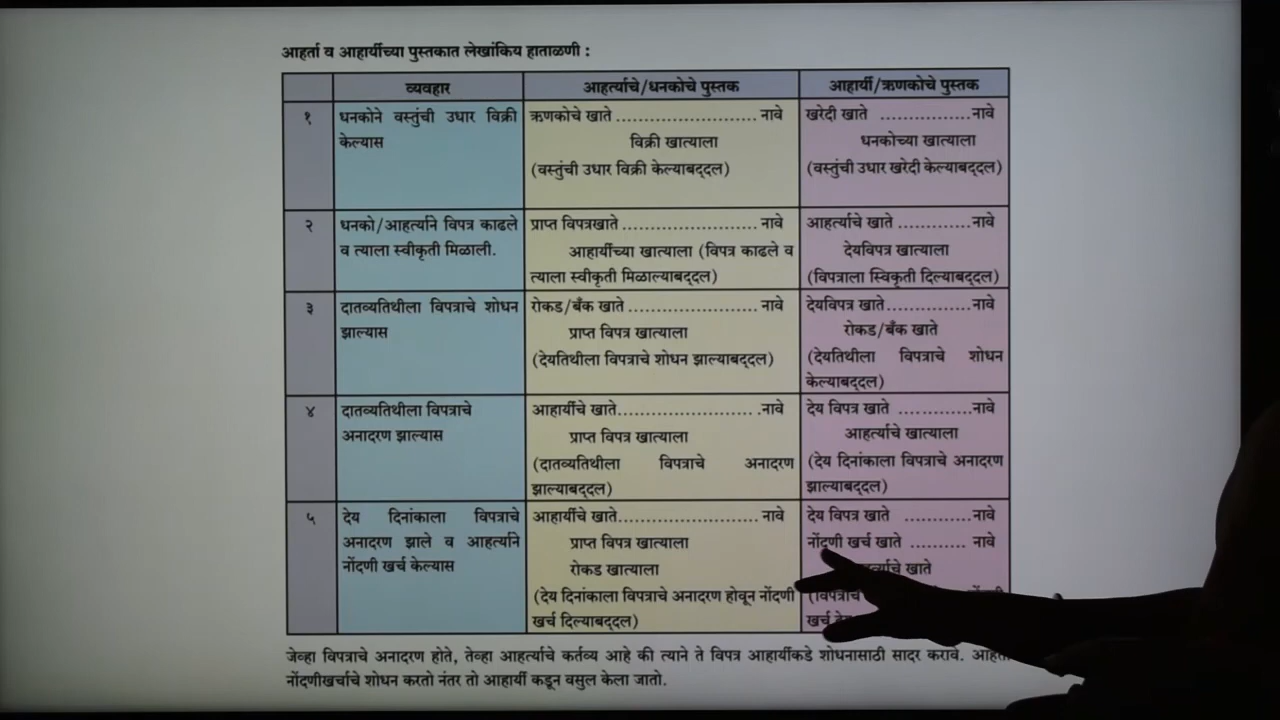 आहर्ता व आहार्यीच्या पुस्तकात लेखांकिय हाताळणी :
व्यवहार
आहर्त्याचे/धनकोचे पुस्तक
आहार्यी/ऋणकोचे पुस्तक
१
धनकोने वस्तुंची उधार विक्री
केल्यास
ऋणकोचे खाते ............................ नावे
विक्री खात्याला
(वस्तुंची उधार विक्री केल्याबद्दल)
खरेदी खाते ..................नावे
धनकोच्या खात्याला
(वस्तुंची उधार खरेदी केल्याबद्दल)
२
धनको/आहर्त्याने विपत्र काढले
व त्याला स्वीकृती मिळाली.
प्राप्त विपत्रखाते ........................... नावे
आहार्यीच्या खात्याला (विपत्र काढले व
त्याला स्वीकृती मिळाल्याबद्दल)
आहर्त्याचे खाते .............नावे
देयविपत्र खात्याला
(विपत्राला स्विकृती दिल्याबद्दल)
३
दातव्यतिथीला विपत्राचे शोधन
झाल्यास
रोकड/बँक खाते .......................... नावे
प्राप्त विपत्र खात्याला
(देयतिथीला विपत्राचे शोधन झाल्याबद्दल)
देयविपत्र खाते..............नावे
रोकड/बँक खाते
(देयतिथीला विपत्राचे शोधन
केल्याबद्दल)
४
दातव्यतिथीला विपत्राचे
अनादरण झाल्यास
आहार्यीचे खाते........................... .नावे
प्राप्त विपत्र खात्याला
(दातव्यतिथीला विपत्राचे अनादरण
झाल्याबद्दल)
देय विपत्र खाते ............नावे
आहर्त्याचे खात्याला
(देय दिनांकाला विपत्राचे अनादरण
झाल्याबद्दल)
५
देय दिनांकाला विपत्राचे
अनादरण झाले व आहर्त्याने
नोंदणी खर्च केल्यास
आहार्यीचे खाते............................ नावे
प्राप्त विपत्र खात्याला
रोकड खात्याला
(देय दिनांकाला विपत्राचे अनादरण होवून नोंदणी
खर्च दिल्याबद्दल)
देय विपत्र खाते ............नावे
नोंदणी खर्च खाते .......... नावे
खाते
(विपत्राचे
खर्च
जेव्हा विपत्राचे अनादरण होते, तेव्हा आहर्त्याचे कर्तव्य आहे की त्याने ते विपत्र आहार्यीकडे शोधनासाठी सादर करावे.
नोंदणीखर्चाचे शोधन करतो नंतर तो आहार्यी कडून वसुल केला जातो.